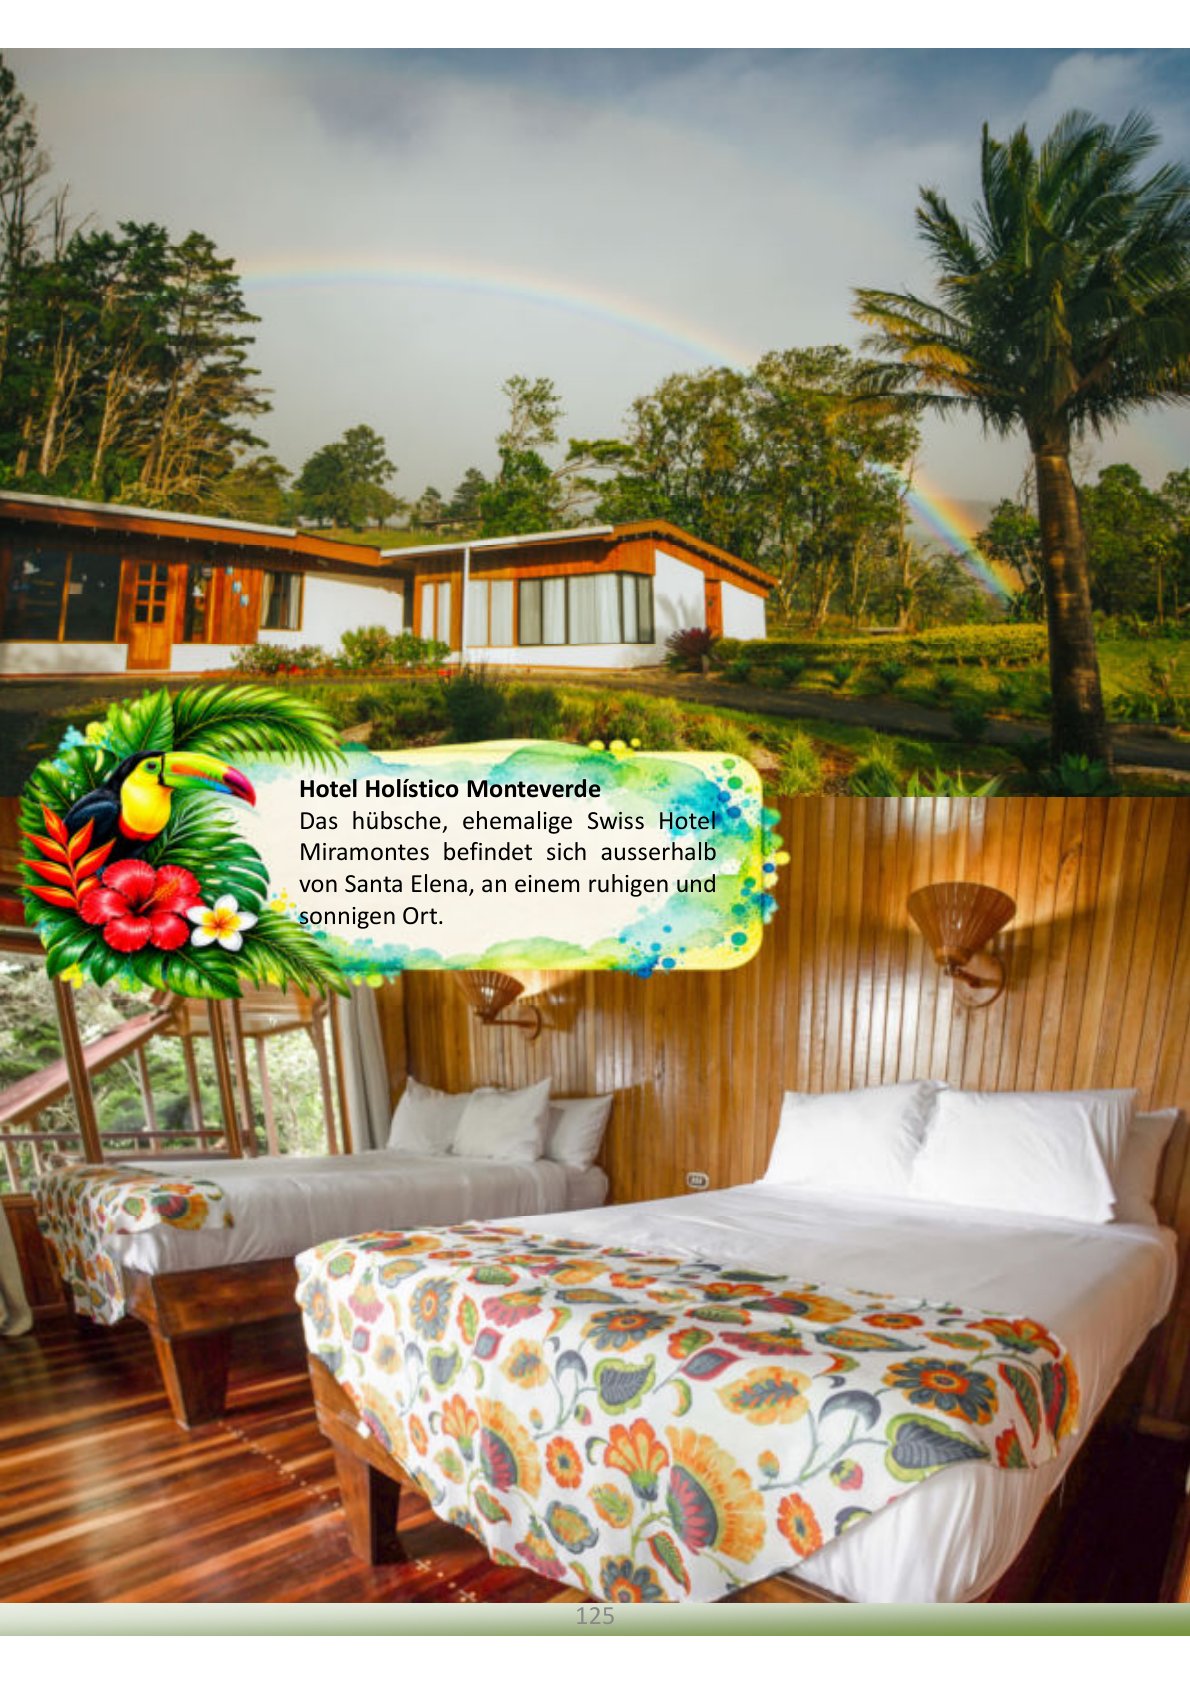 Hotel Holístico Monteverde
Das hübsche, ehemalige Swiss Hotel
Miramontes befindet sich ausserhalb
von Santa Elena, an einem ruhigen und
sonnigen Ort.
125